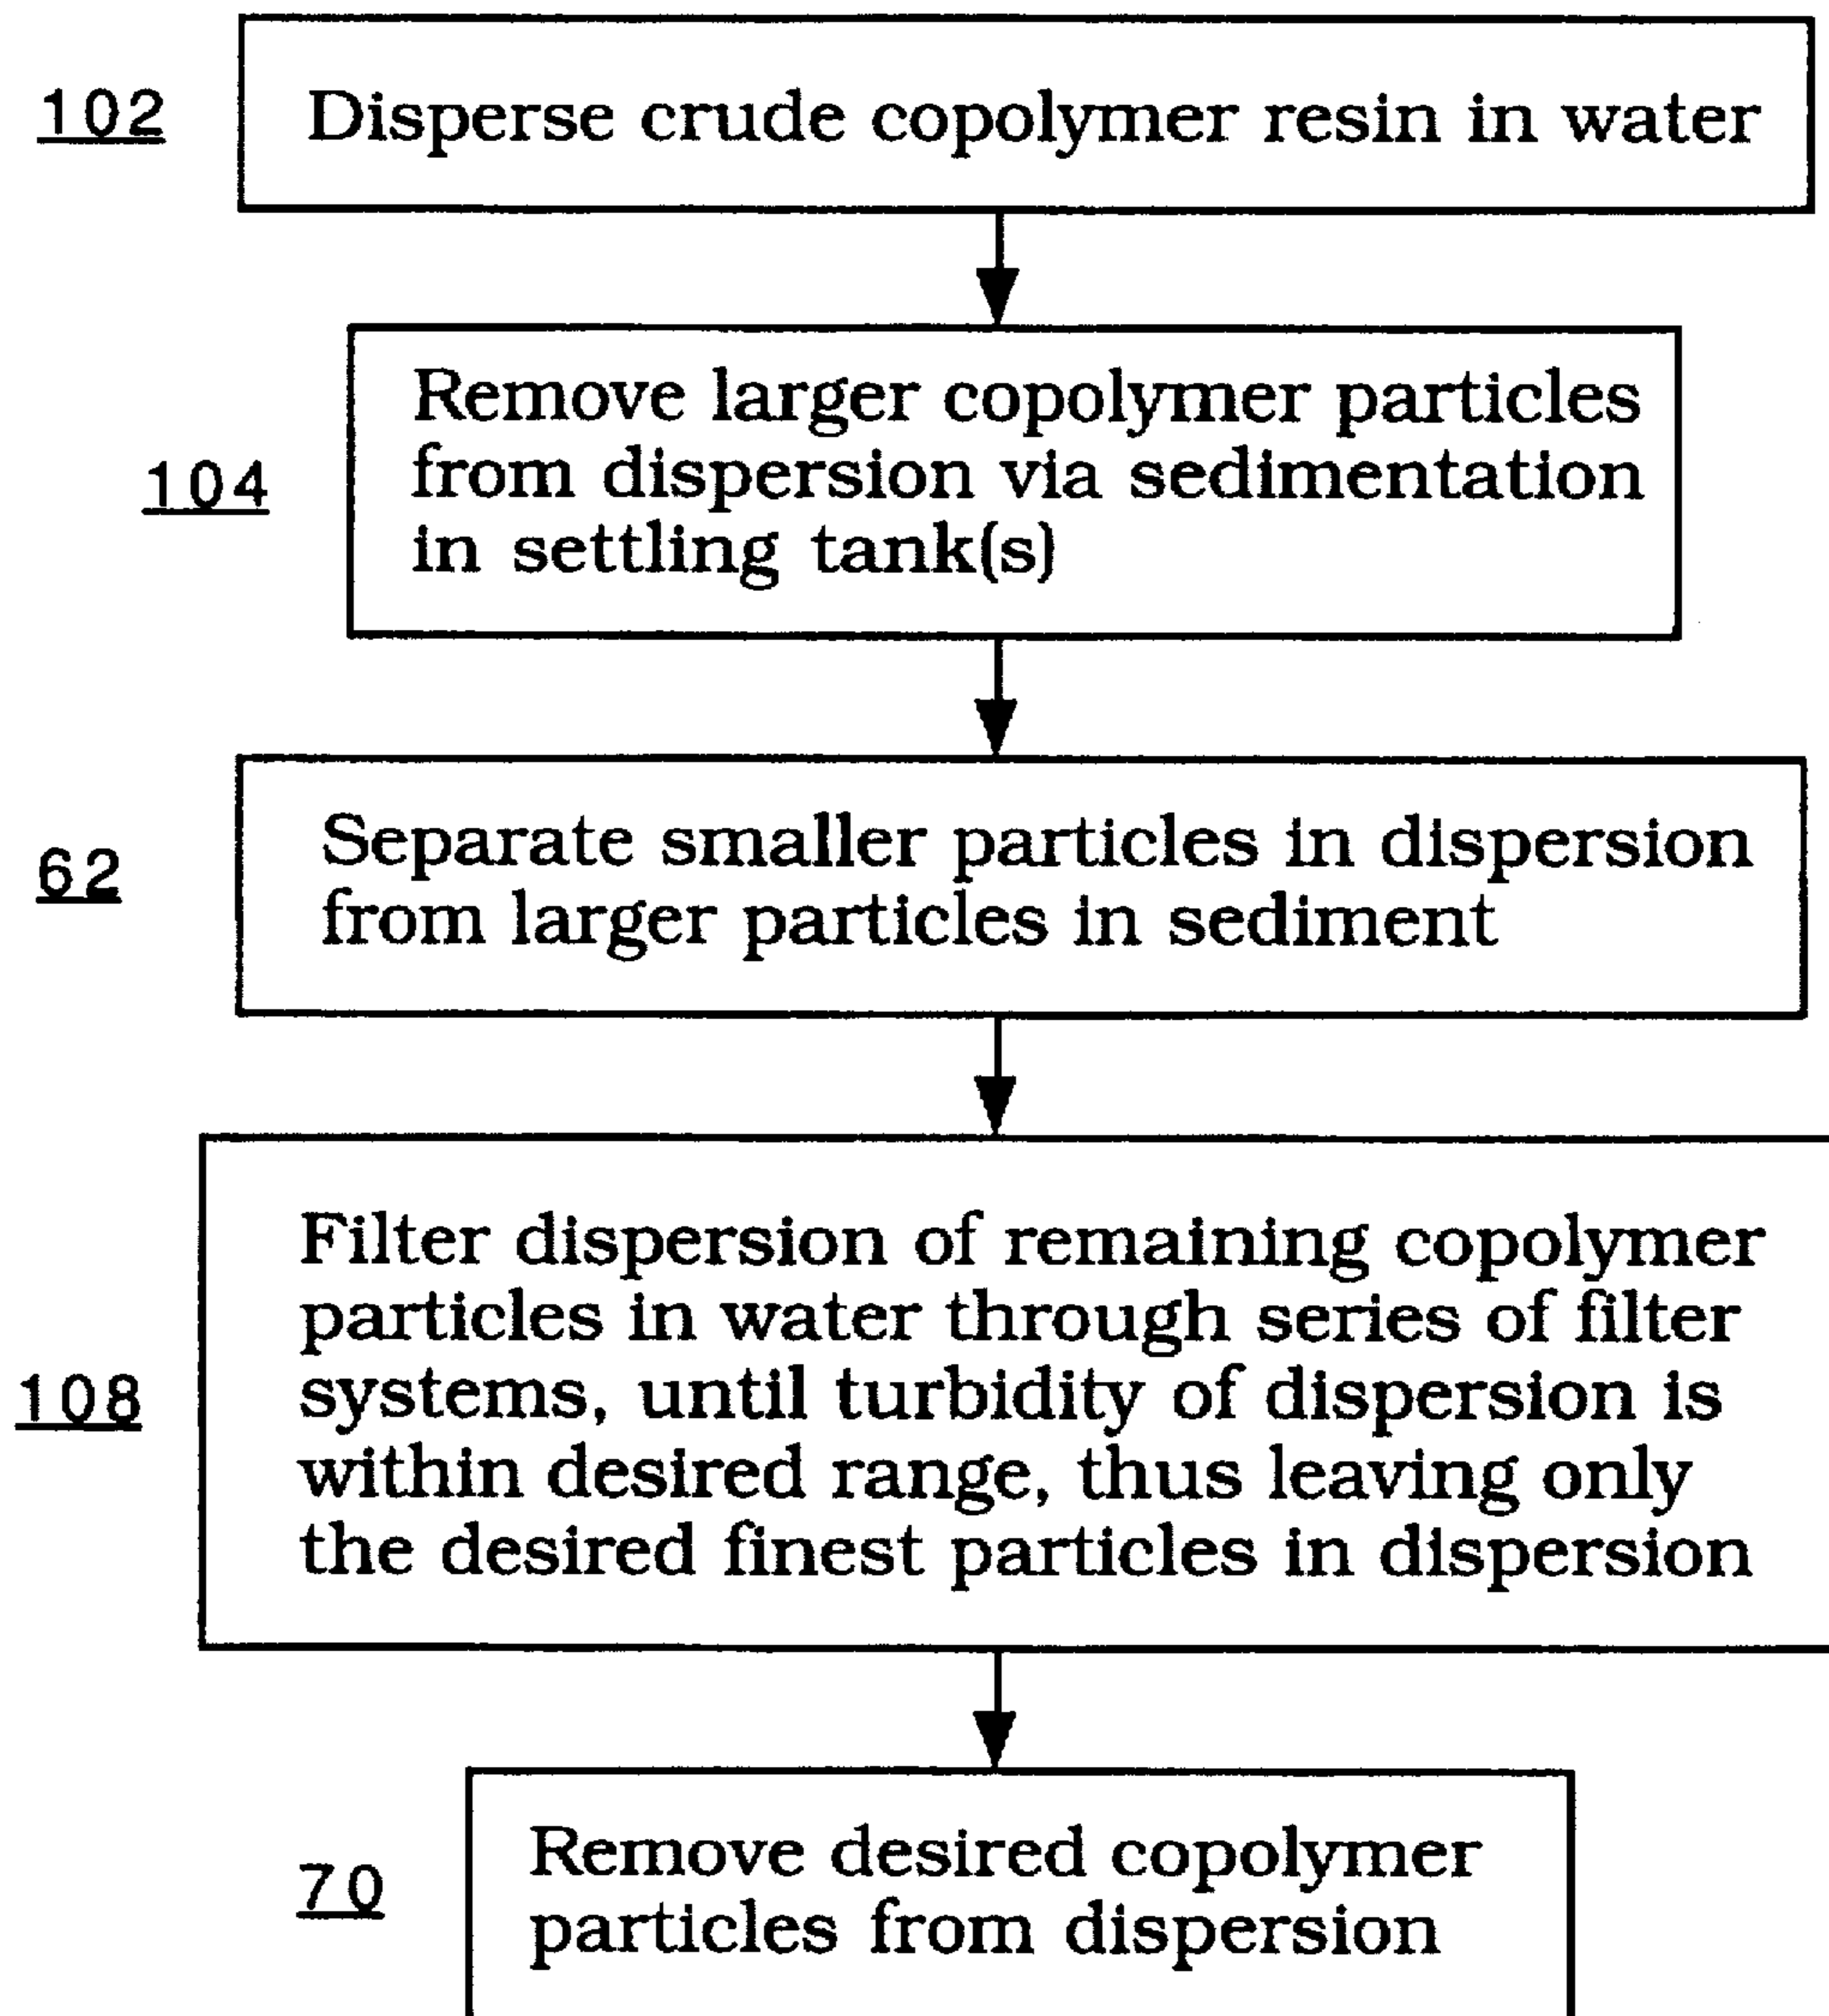 102
Disperse crude copolymer resin in water
104
Remove larger copolymer particles
from dispersion via sedimentation
in settling tank(s)
62
Separate smaller particles in dispersion
from larger particles in sediment
108
Filter dispersion of remaining copolymer
particles in water through series of filter
systems, until turbidity of dispersion is
within desired range, thus leaving only
the desired finest particles in dispersion
70
Remove desired copolymer
particles from dispersion